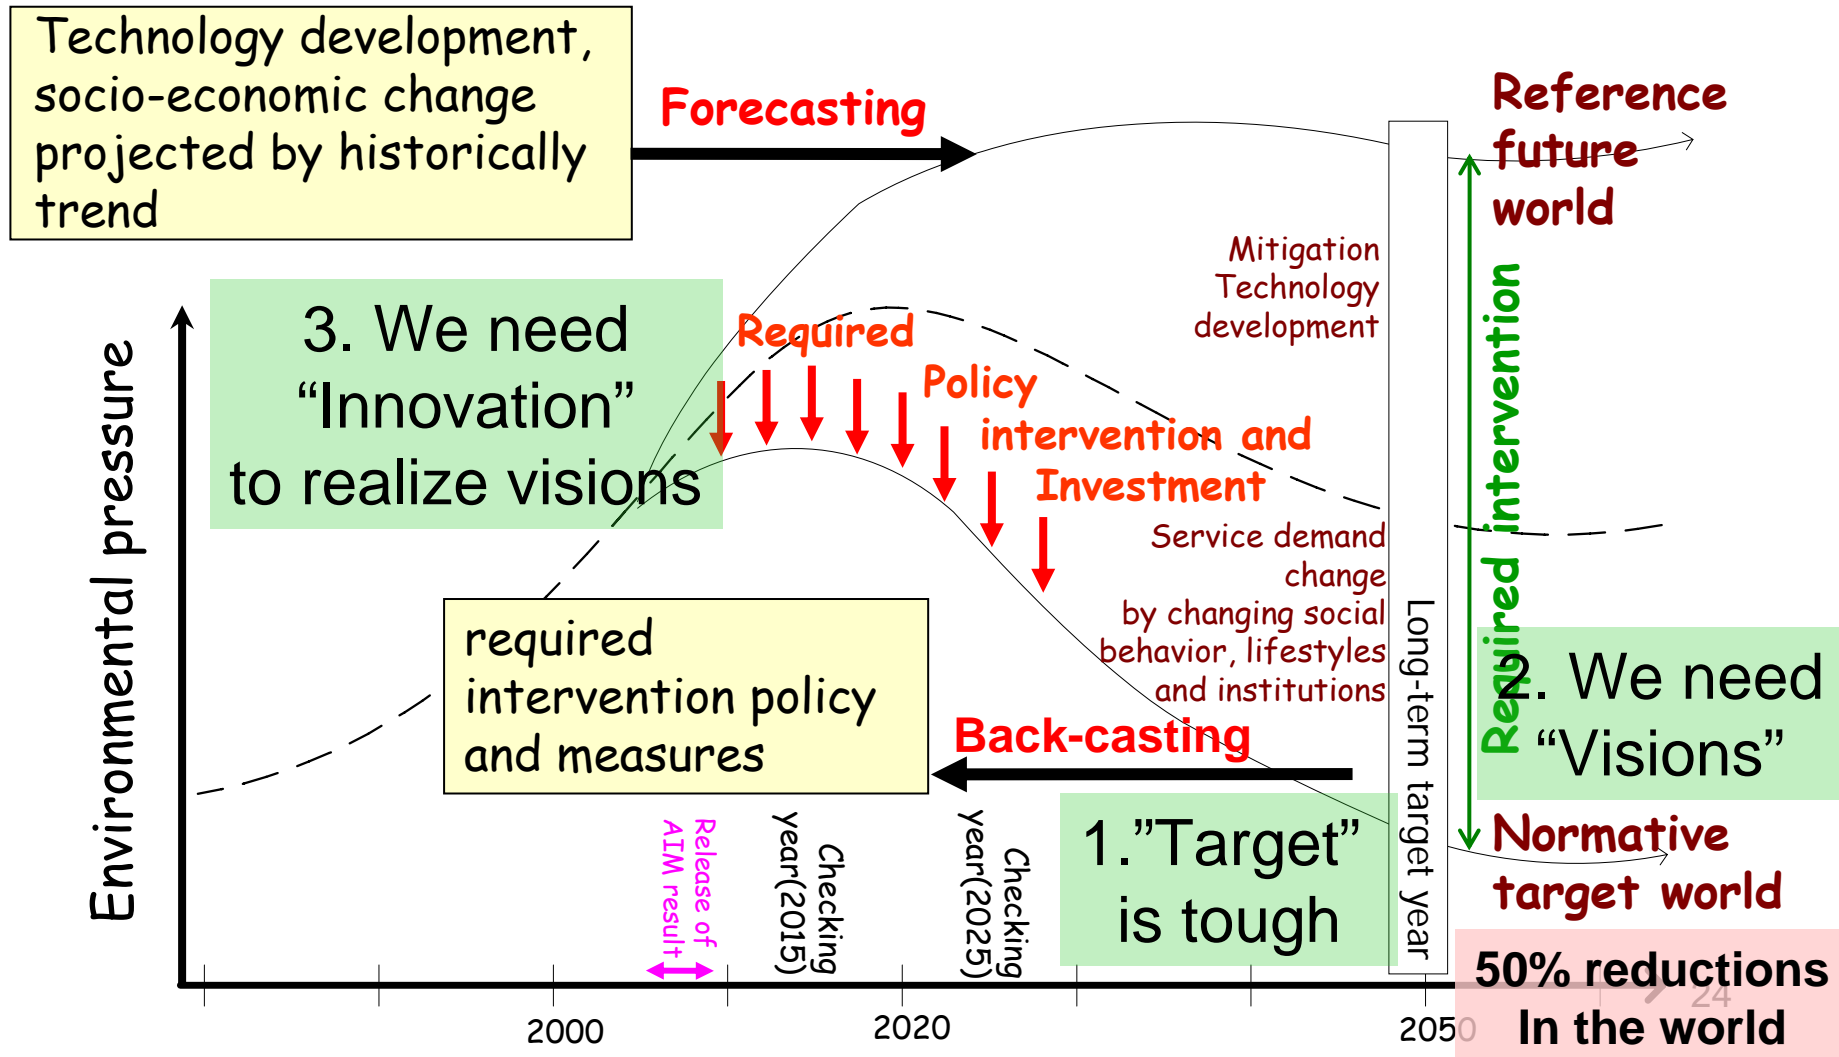 Technology development,
socio-economic change
projected by historically
trend
Forecasting
Reference
future
world
Mitigation
Technology
development
3. We need
“Innovation”
to realize visions
Required
Policy
intervention and
Investment
Service demand
change
by changing social
behavior, lifestyles
and institutions
Environmental pressure
required
intervention policy
and measures
Back-casting
Long-term target year
Required intervention
2. We need
“Visions”
1.”Target”
is tough
Normative
target world
Release of
AIM result
Checking
year(2015)
Checking
year(2025)
50% reductions
In the world
24
2000
2020
2050